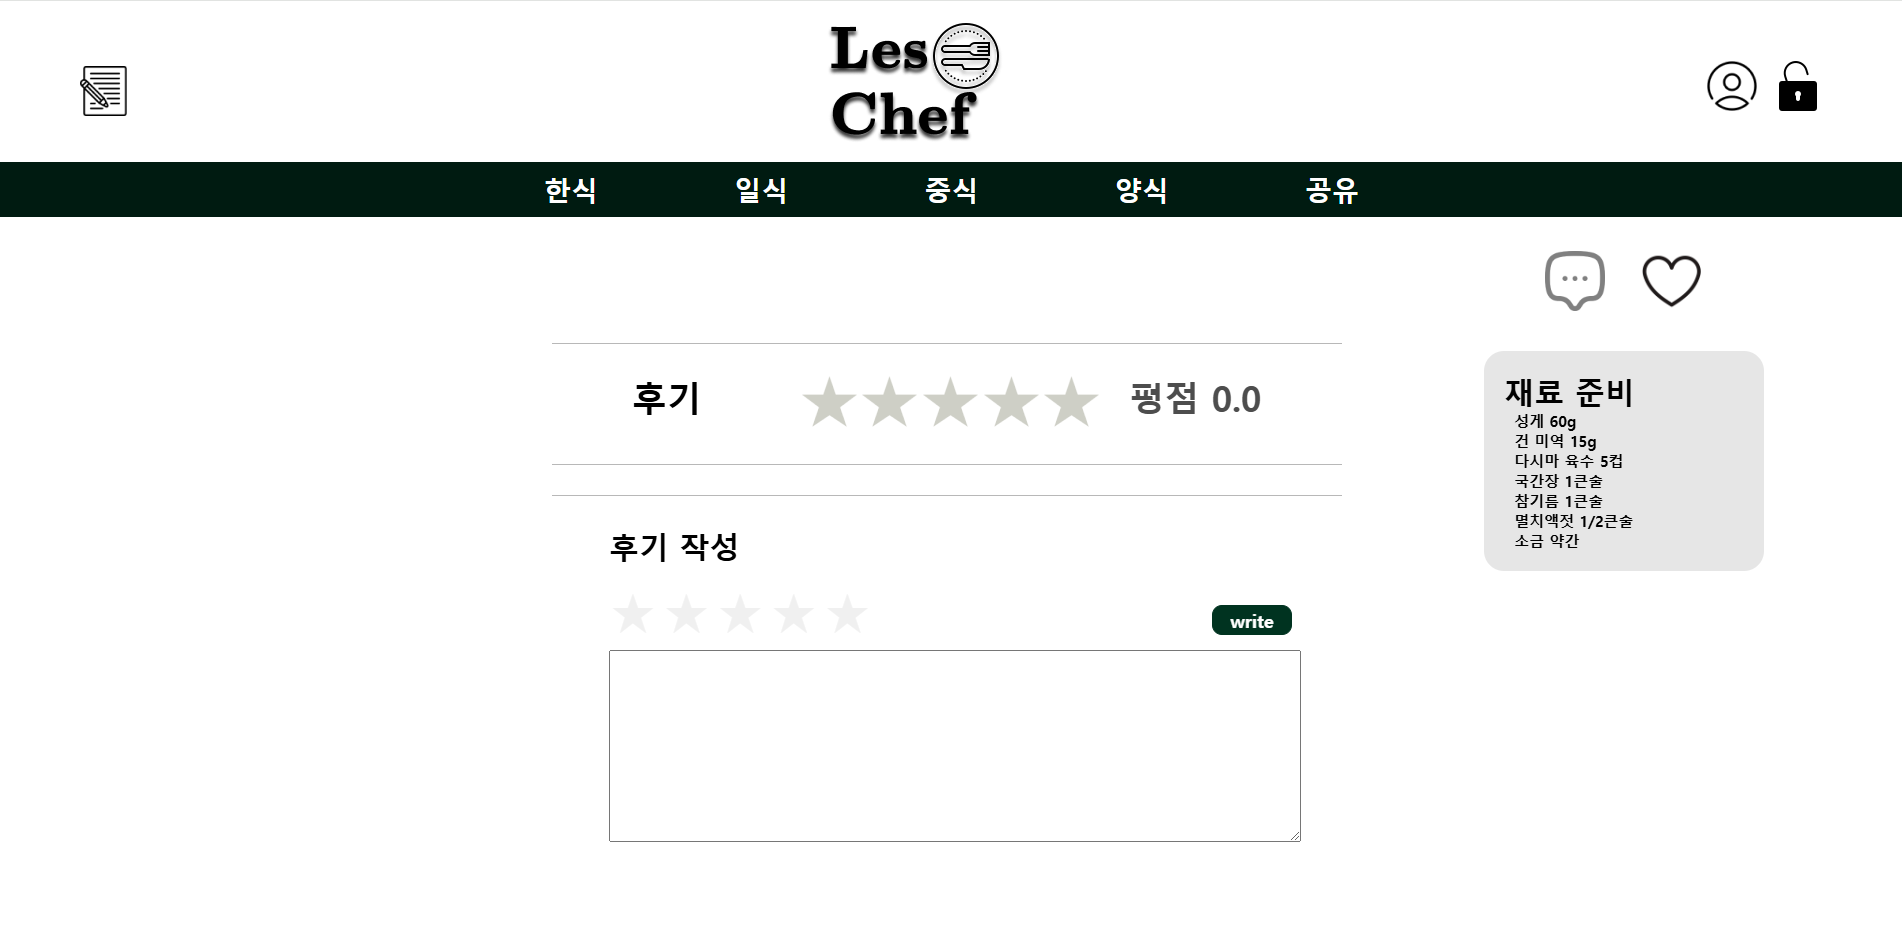 Les
Chef
한식 일식 중식 양식 공유
후기 평점 0.0
재료 준비
성게 60g
건 미역 15g
다시마 육수 5컵
국간장 1큰술
참기름 1큰술
멸치액젓 1/2큰술
소금 약간
후기 작성
write